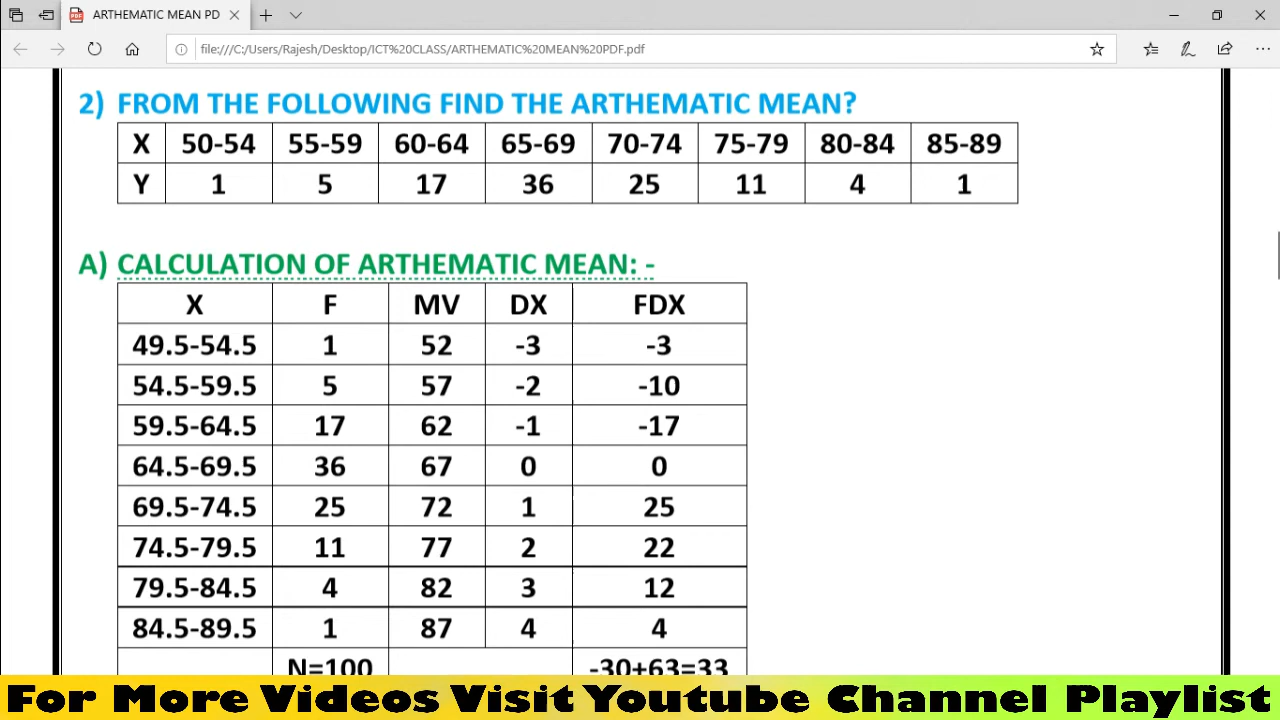 ARTHEMATIC MEAN PD
file:///C:/Users/Rajesh/Desktop/ICT%20CLASS/ARTHEMATIC%20MEAN%20PDF.pdf
2) FROM THE FOLLOWING FIND THE ARTHEMATIC MEAN?
X 50-54 55-59 60-64 65-69 70-74 75-79 80-84 85-89
Y 1 5 17 36 25 11 4 1
A) CALCULATION OF ARTHEMATIC MEAN: -
X F MV DX FDX
49.5-54.5 1 52 -3 -3
54.5-59.5 5 57 -2 -10
59.5-64.5 17 62 -1 -17
64.5-69.5 36 67 0 0
69.5-74.5 25 72 1 25
74.5-79.5 11 77 2 22
79.5-84.5 4 82 3 12
84.5-89.5 1 87 4 4
N=100 -30+63=33
For More Videos Visit Youtube Channel Playlist